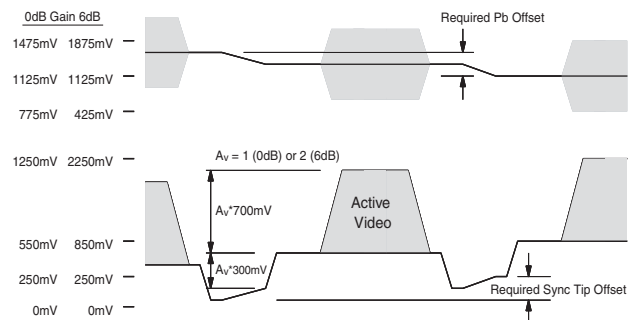 0dB Gain 6dB
Required Pb Offset
1475mV 1875mV
1125mV 1125mV
775mV 425mV
1250mV 2250mV
Av = 1 (0dB) or 2 (6dB)
Av*700mV
Active
Video
550mV 850mV
Av*300mV
250mV 250mV
Required Sync Tip Offset
0mV 0mV